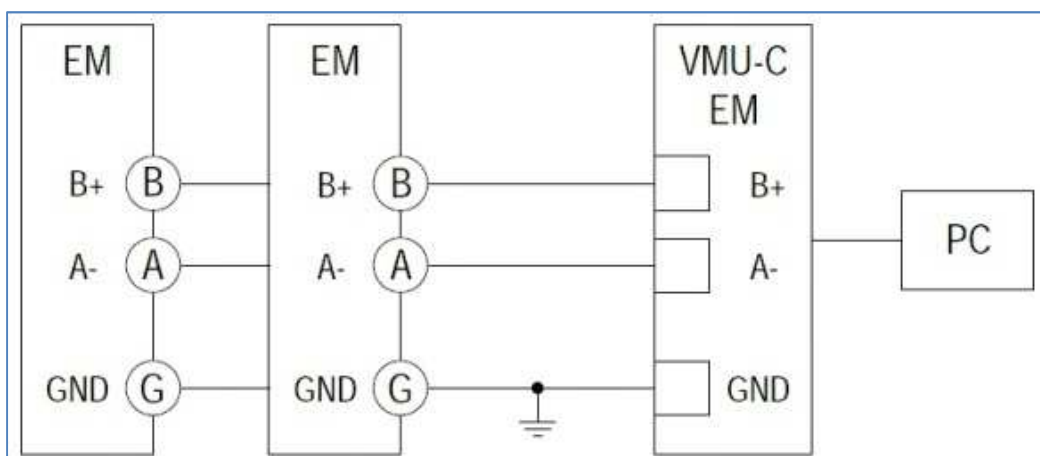 EM
B+ B
A- A
GND G
EM
B+ B
A- A
GND G
VMU-C
EM
B+
A-
GND
PC